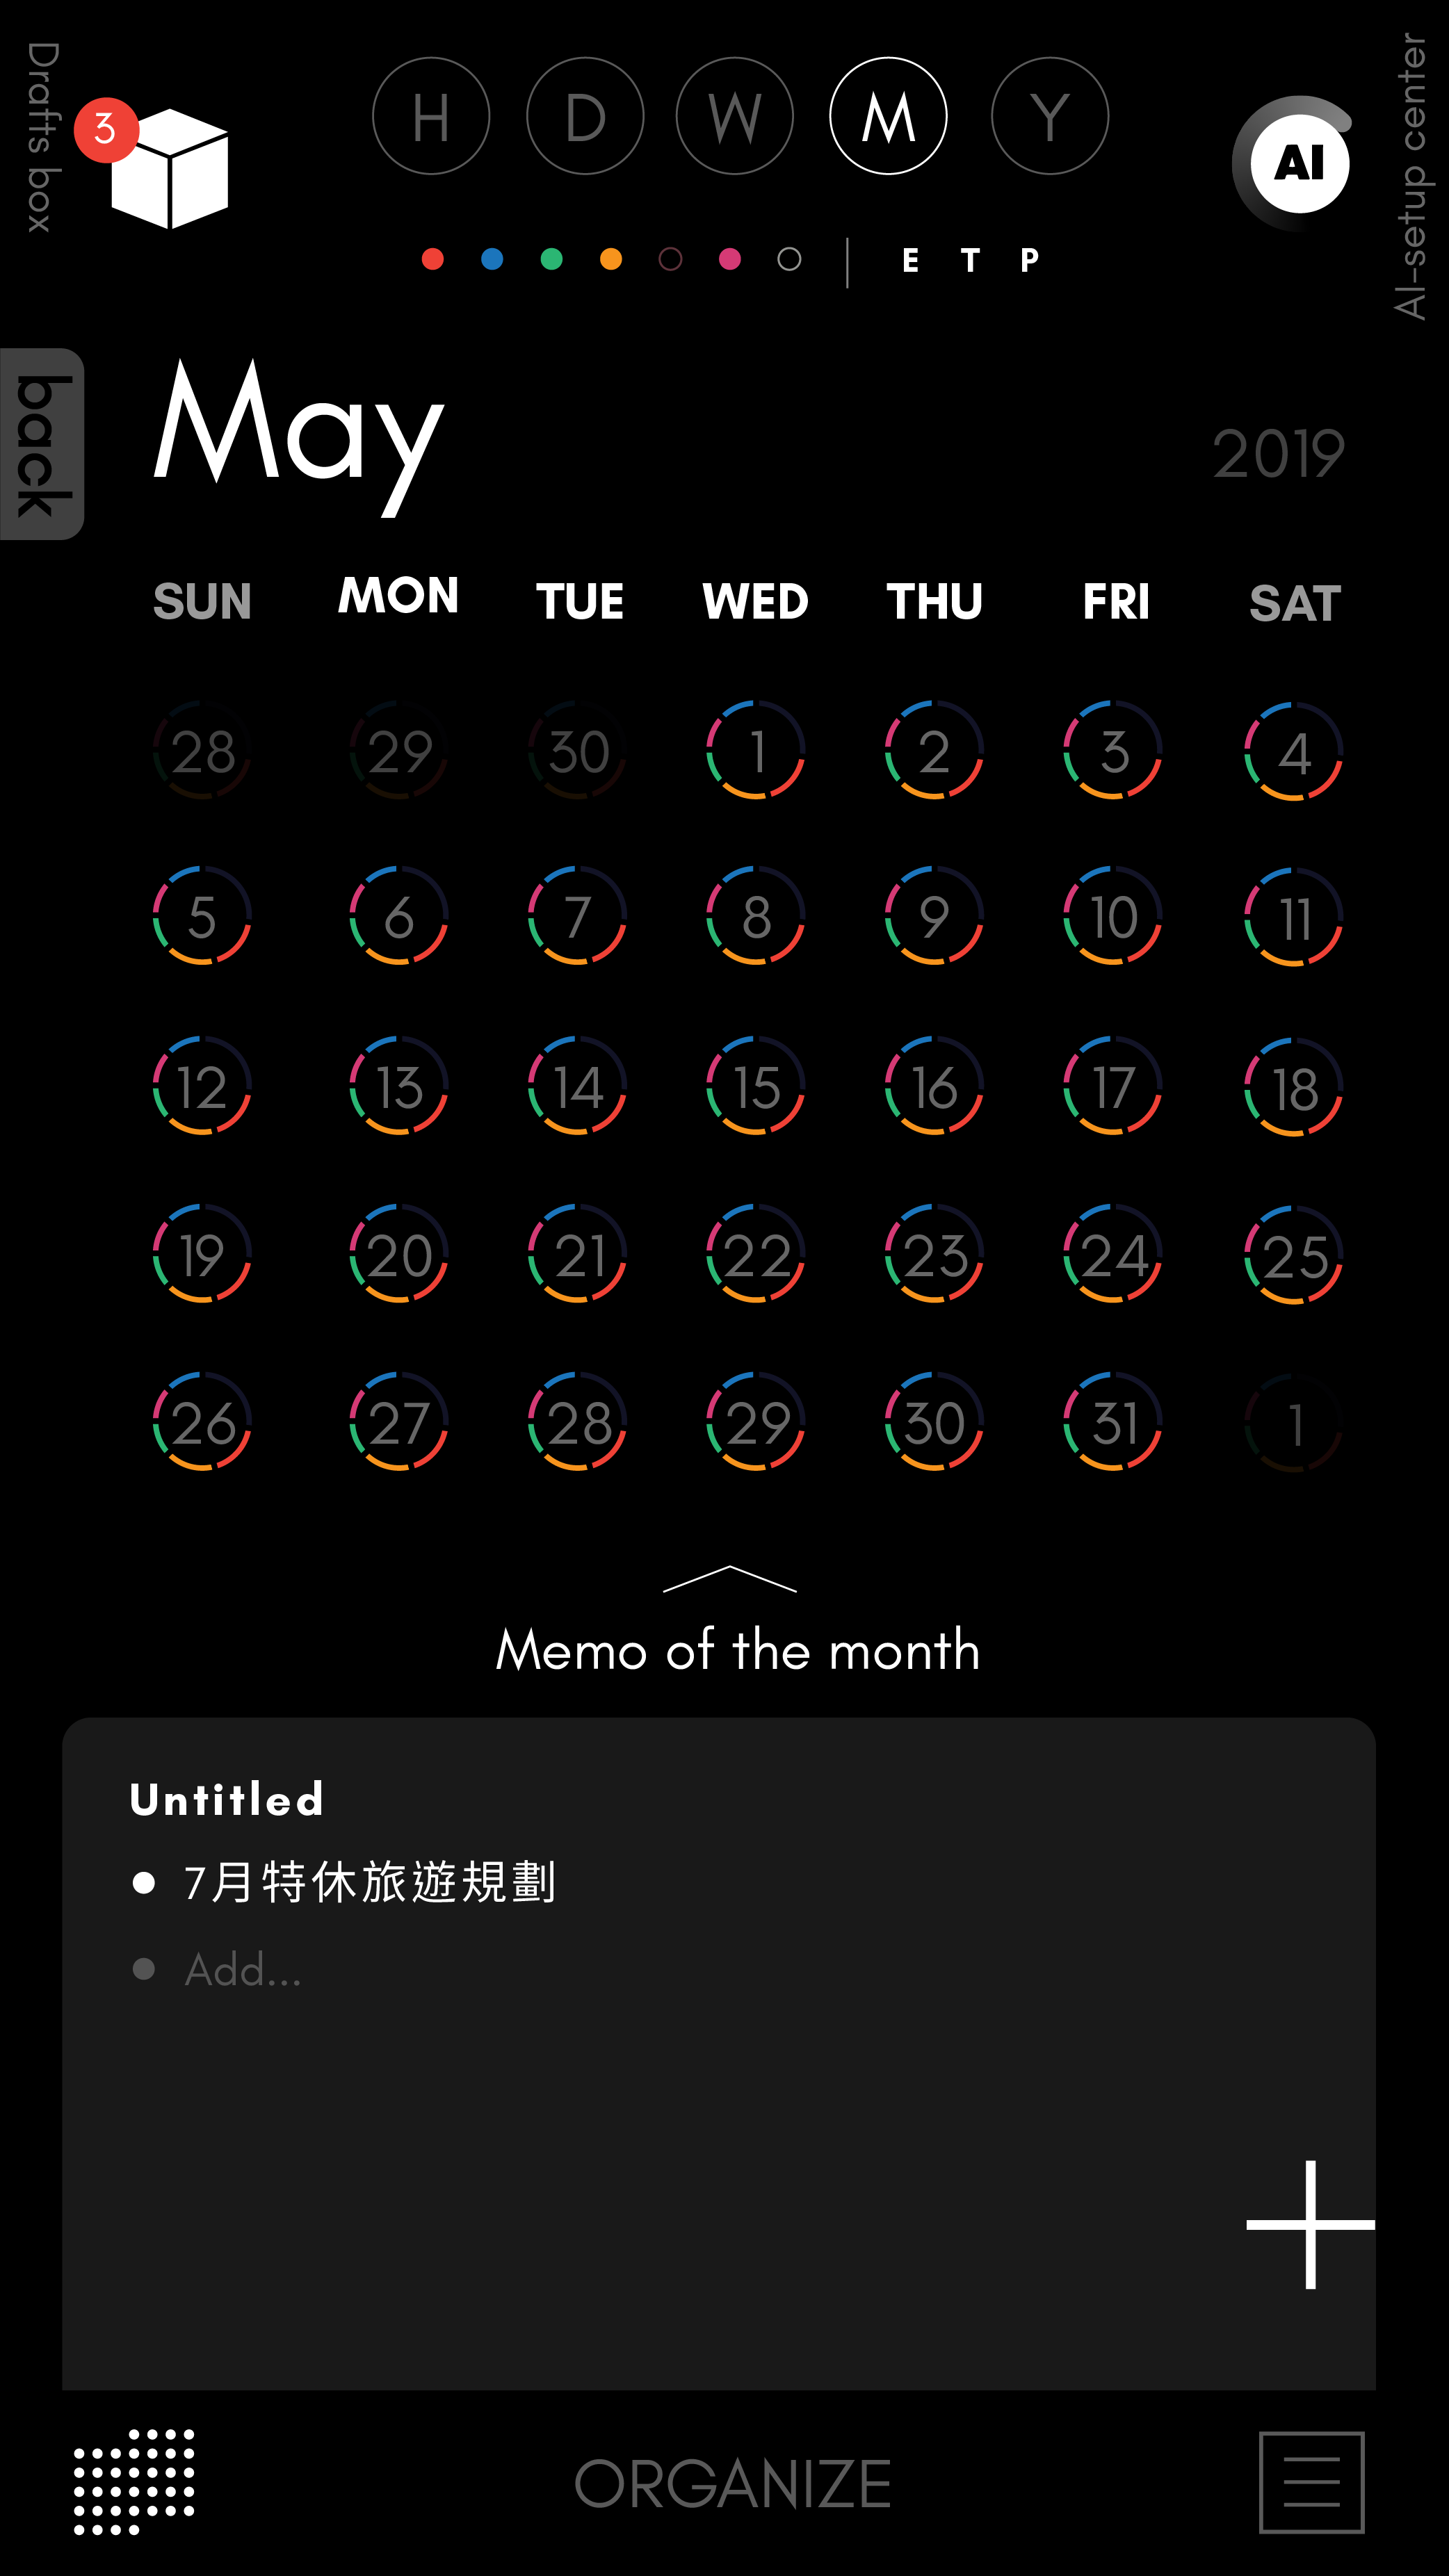 Drafts box
3
H D W M Y
AI
AI-setup center
E T P
back
May
2019
SUN MON TUE WED THU FRI SAT
28 29 30 1 2 3 4
5 6 7 8 9 10 11
12 13 14 15 16 17 18
19 20 21 22 23 24 25
26 27 28 29 30 31 1
Memo of the month
Untitled
7月特休旅遊規劃
Add...
ORGANIZE